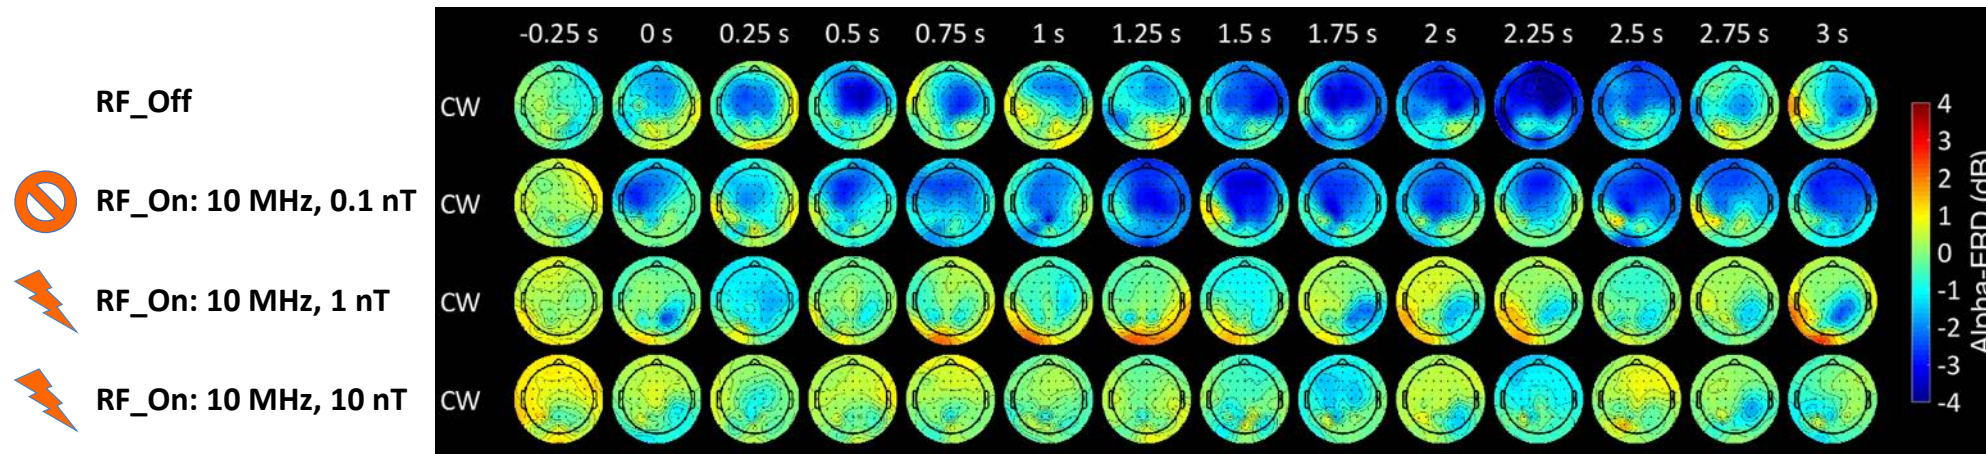 -0.25 s 0 s 0.25 s 0.5 s 0.75 s 1 s 1.25 s 1.5 s 1.75 s 2 s 2.25 s 2.5 s 2.75 s 3 s
RF_Off CW
RF_On: 10 MHz, 0.1 nT CW
RF_On: 10 MHz, 1 nT CW
RF_On: 10 MHz, 10 nT CW
4
3
2
1
0
-1
-2
-3
-4
Alpha-ERD (dB)